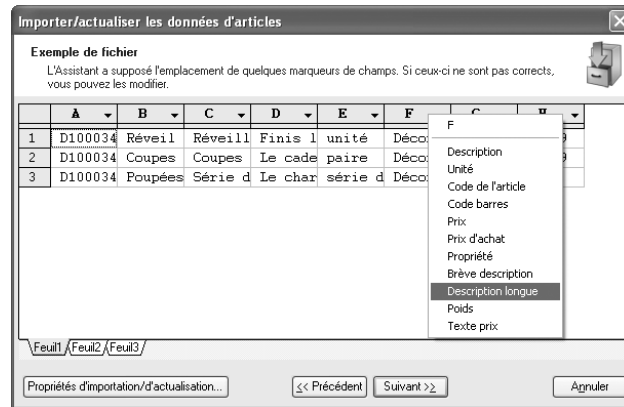 Importer/actualiser les données d'articles
Exemple de fichier
L'Assistant a supposé l'emplacement de quelques marqueurs de champs. Si ceux-ci ne sont pas corrects,
vous pouvez les modifier.
A B C D E F G H
1 D100034 Réveil Réveill Finis l unité Déco 9
2 D100034 Coupes Coupes Le cade paire Déco 9
3 D100034 Poupées Série d Le char série d Déco
F
Description
Unité
Code de l'article
Code barres
Prix
Prix d'achat
Propriété
Brève description
Description longue
Poids
Texte prix
Feuil1 Feuil2 Feuil3
Propriétés d'importation/d'actualisation... << Précédent Suivant >> Annuler